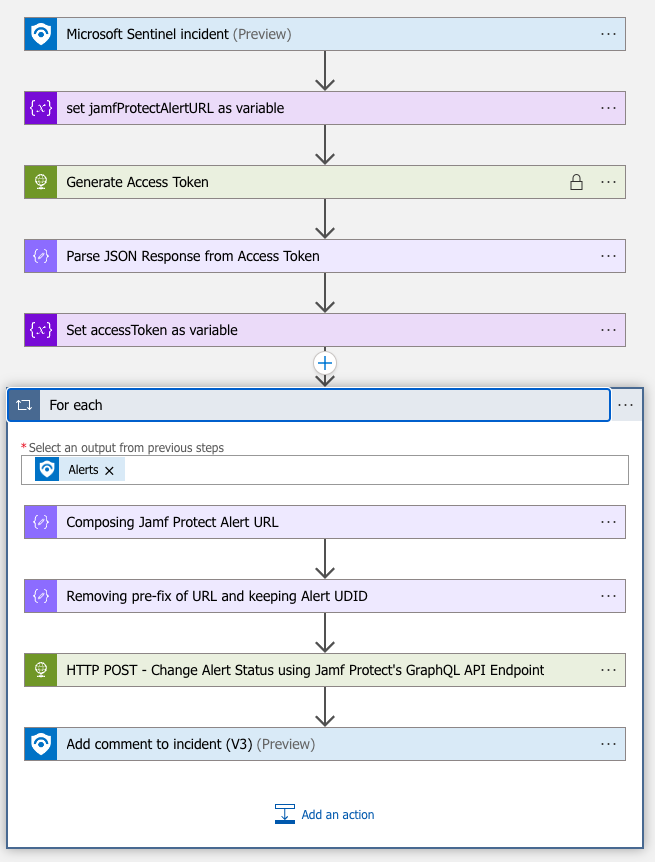 Microsoft Sentinel incident (Preview)
{x} set jamfProtectAlertURL as variable
Generate Access Token
Parse JSON Response from Access Token
{x} Set accessToken as variable
For each
* Select an output from previous steps
Alerts ×
Composing Jamf Protect Alert URL
Removing pre-fix of URL and keeping Alert UDID
HTTP POST - Change Alert Status using Jamf Protect's GraphQL API Endpoint
Add comment to incident (V3) (Preview)
Add an action